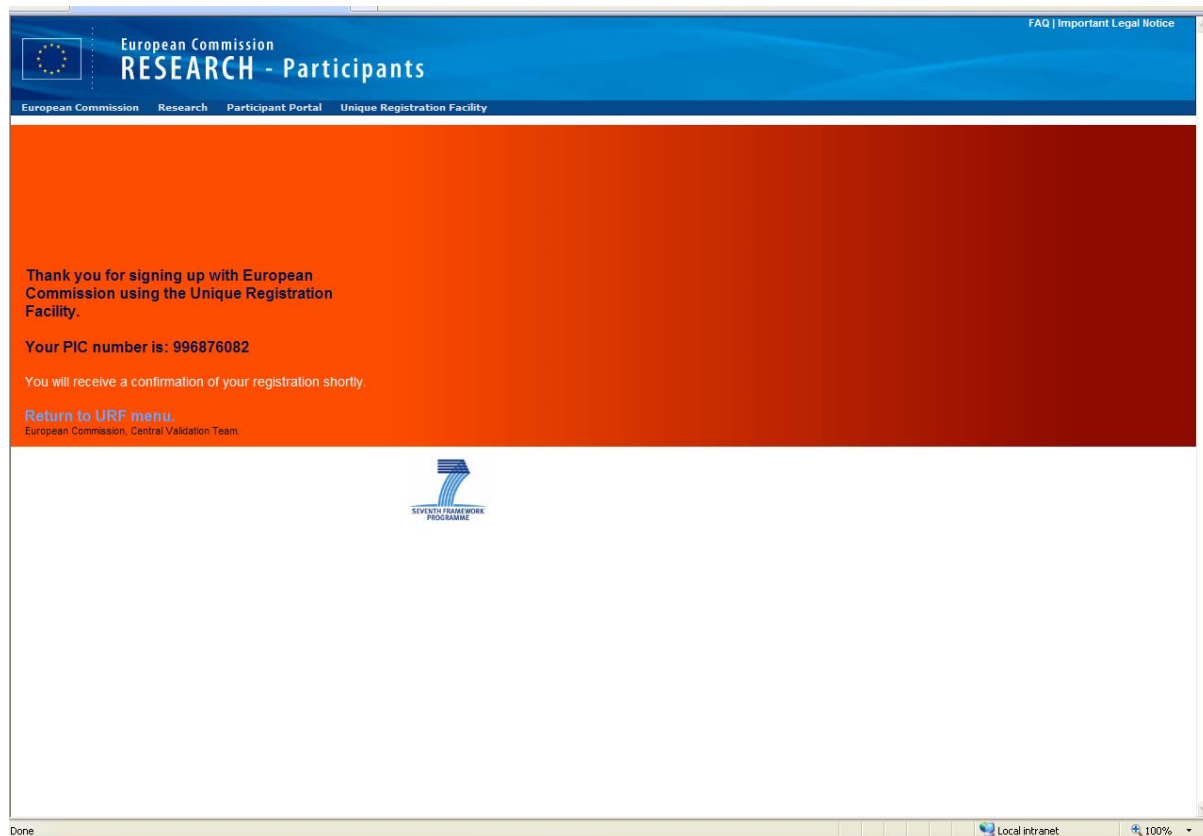 FAQ | Important Legal Notice
European Commission
RESEARCH - Participants
European Commission Research Participant Portal Unique Registration Facility
Thank you for signing up with European
Commission using the Unique Registration
Facility.
Your PIC number is: 996876082
You will receive a confirmation of your registration shortly.
Return to URF menu.
European Commission, Central Validation Team.
7
SEVENTH FRAMEWORK
PROGRAMME
Done Local intranet 100%